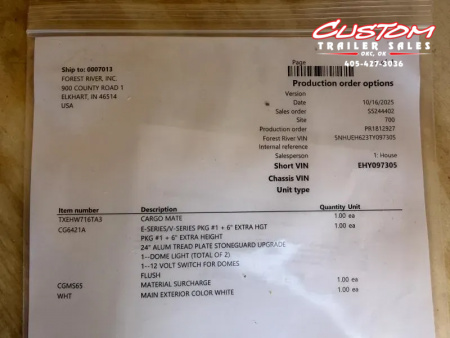 CUSTOM
TRAILER SALES
OKC, OK
405-427-3036
Page
Ship to: 0007013
FOREST RIVER, INC.
900 COUNTY ROAD 1
ELKHART, IN 46514
USA
Production order options
Version
Date 10/16/2025
Sales order S5244402
Site 700
Production order PR1812927
Forest River VIN 5NHUEH623TY097305
Internal reference
Salesperson 1: House
Short VIN EHY097305
Chassis VIN
Unit type
Item number Description Quantity Unit
TXEHW716TA3 CARGO MATE 1.00 ea
CG6421A E-SERIES/V-SERIES PKG #1 + 6" EXTRA HGT 1.00 ea
PKG #1 + 6" EXTRA HEIGHT
24" ALUM TREAD PLATE STONEGUARD UPGRADE
1--DOME LIGHT (TOTAL OF 2)
1--12 VOLT SWITCH FOR DOMES
FLUSH
CGMS65 MATERIAL SURCHARGE 1.00 ea
WHT MAIN EXTERIOR COLOR WHITE 1.00 ea